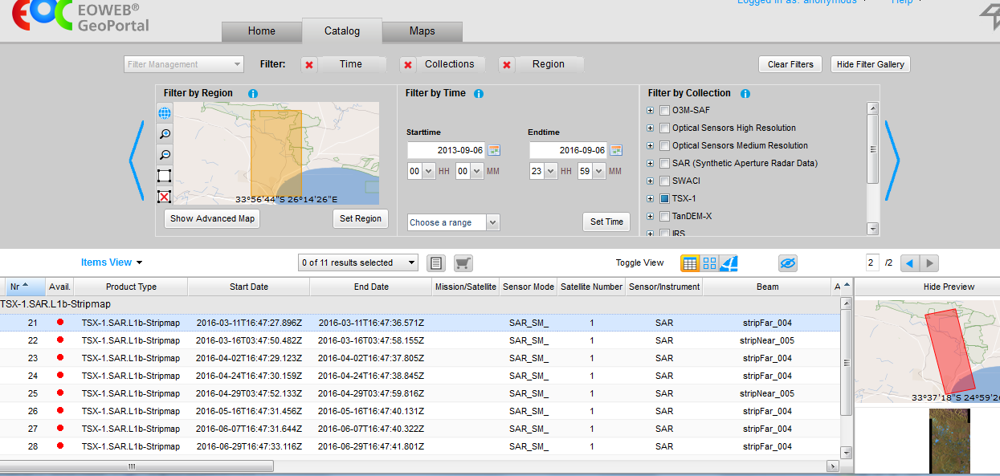 Logged in as: anonymous Help
EOC EOWEB®
GeoPortal
Home Catalog Maps
Filter Management Filter: Time Collections Region Clear Filters Hide Filter Gallery
Filter by Region
33°56'44"S 26°14'26"E
Show Advanced Map Set Region
Filter by Time
Starttime Endtime
2013-09-06 2016-09-06
00 HH 00 MM 23 HH 59 MM
Choose a range Set Time
Filter by Collection
O3M-SAF
Optical Sensors High Resolution
Optical Sensors Medium Resolution
SAR (Synthetic Aperture Radar Data)
SWACI
TSX-1
TanDEM-X
IRS
Items View 0 of 11 results selected Toggle View 2 /2
Nr Avail. Product Type Start Date End Date Mission/Satellite Sensor Mode Satellite Number Sensor/Instrument Beam A Hide Preview
TSX-1.SAR.L1b-Stripmap
21 TSX-1.SAR.L1b-Stripmap 2016-03-11T16:47:27.896Z 2016-03-11T16:47:36.571Z SAR_SM_ 1 SAR stripFar_004
22 TSX-1.SAR.L1b-Stripmap 2016-03-16T03:47:50.482Z 2016-03-16T03:47:58.155Z SAR_SM_ 1 SAR stripNear_005
23 TSX-1.SAR.L1b-Stripmap 2016-04-02T16:47:29.123Z 2016-04-02T16:47:37.805Z SAR_SM_ 1 SAR stripFar_004
24 TSX-1.SAR.L1b-Stripmap 2016-04-24T16:47:30.159Z 2016-04-24T16:47:38.845Z SAR_SM_ 1 SAR stripFar_004
25 TSX-1.SAR.L1b-Stripmap 2016-04-29T03:47:52.133Z 2016-04-29T03:47:59.816Z SAR_SM_ 1 SAR stripNear_005
26 TSX-1.SAR.L1b-Stripmap 2016-05-16T16:47:31.456Z 2016-05-16T16:47:40.131Z SAR_SM_ 1 SAR stripFar_004
27 TSX-1.SAR.L1b-Stripmap 2016-06-07T16:47:31.644Z 2016-06-07T16:47:40.322Z SAR_SM_ 1 SAR stripFar_004
28 TSX-1.SAR.L1b-Stripmap 2016-06-29T16:47:33.116Z 2016-06-29T16:47:41.801Z SAR_SM_ 1 SAR stripFar_004
33°37'18"S 24°59'26